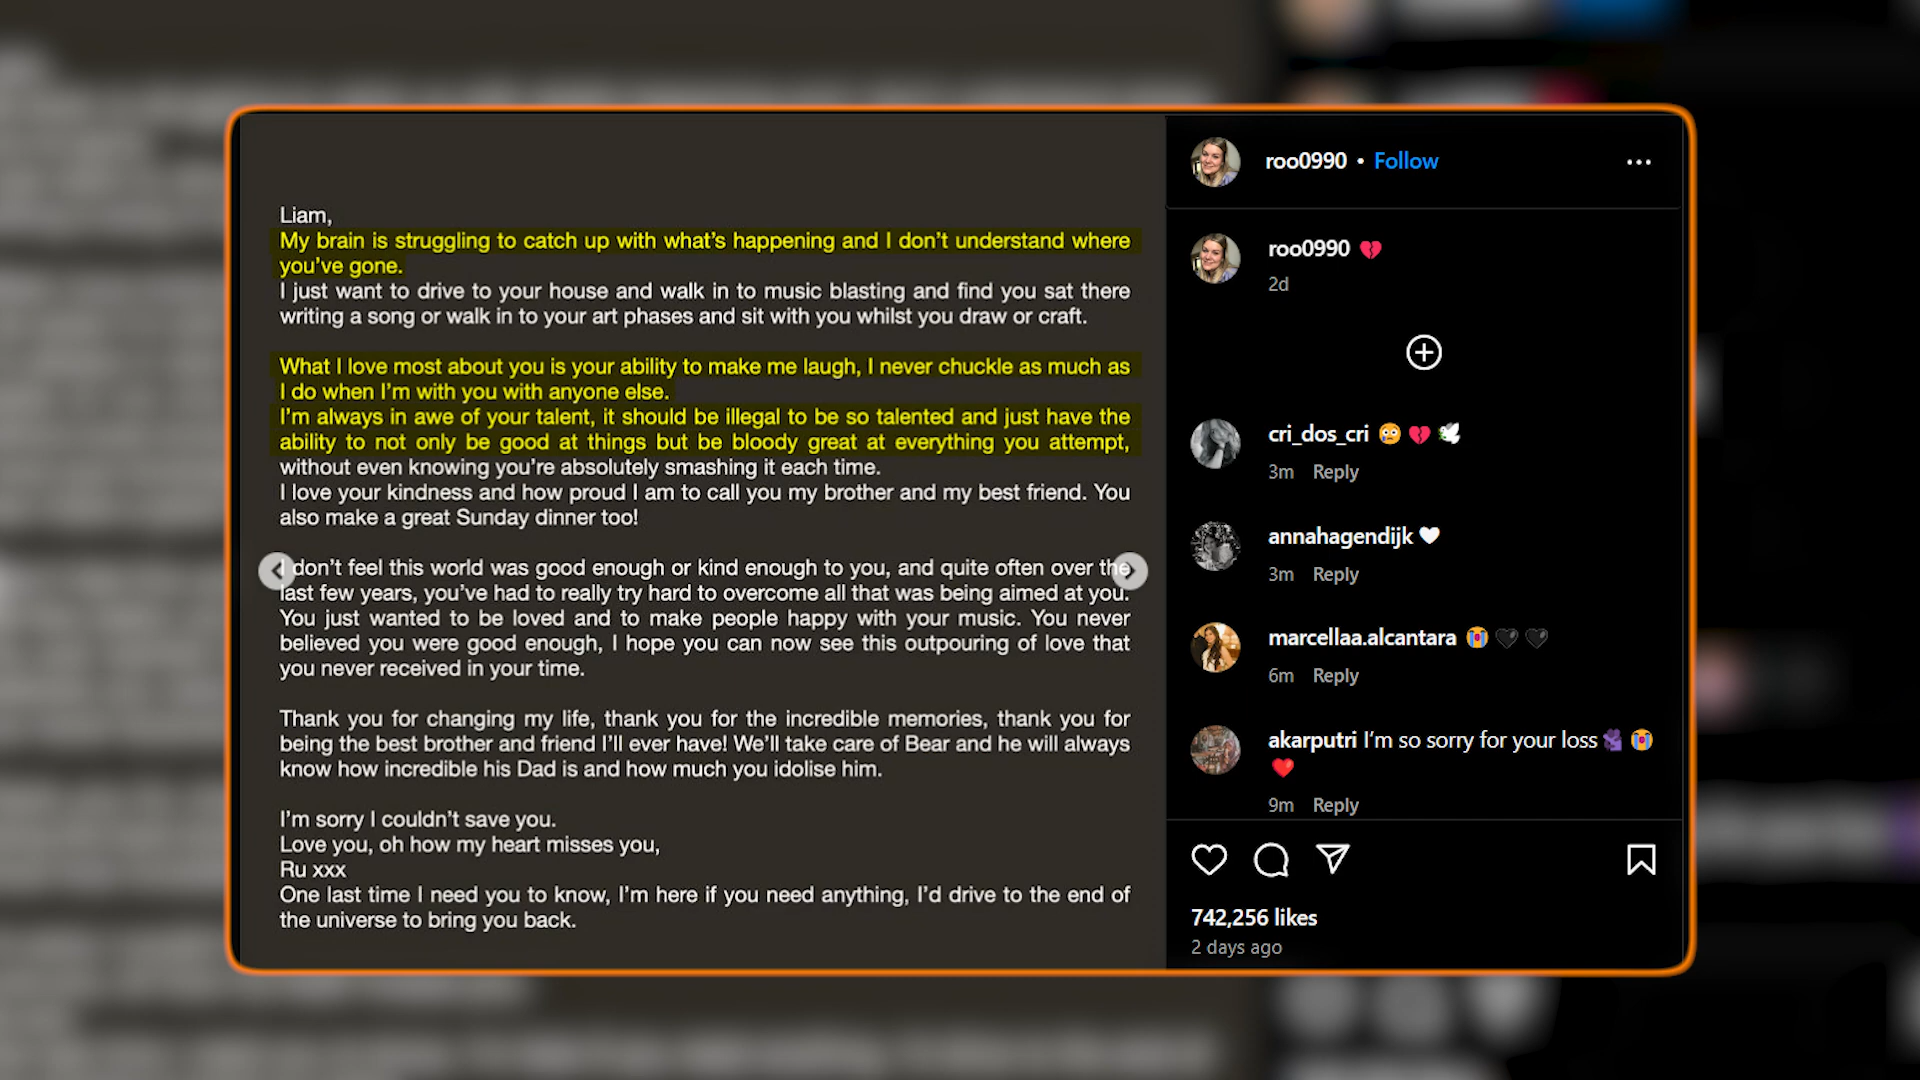 Liam,
My brain is struggling to catch up with what's happening and I don't understand where
you've gone.
I just want to drive to your house and walk in to music blasting and find you sat there
writing a song or walk in to your art phases and sit with you whilst you draw or craft.
What I love most about you is your ability to make me laugh, I never chuckle as much as
I do when I'm with you with anyone else.
I'm always in awe of your talent, it should be illegal to be so talented and just have the
ability to not only be good at things but be bloody great at everything you attempt,
without even knowing you're absolutely smashing it each time.
I love your kindness and how proud I am to call you my brother and my best friend. You
also make a great Sunday dinner too!
I don't feel this world was good enough or kind enough to you, and quite often over the
last few years, you've had to really try hard to overcome all that was being aimed at you.
You just wanted to be loved and to make people happy with your music. You never
believed you were good enough, I hope you can now see this outpouring of love that
you never received in your time.
Thank you for changing my life, thank you for the incredible memories, thank you for
being the best brother and friend I'll ever have! We'll take care of Bear and he will always
know how incredible his Dad is and how much you idolise him.
I'm sorry I couldn't save you.
Love you, oh how my heart misses you,
Ru xxx
One last time I need you to know, I'm here if you need anything, I'd drive to the end of
the universe to bring you back.
roo0990 • Follow
roo0990 💔
2d
cri_dos_cri 😢💔🕊️
3m Reply
annahagendijk 🤍
3m Reply
marcellaa.alcantara 😭🖤🖤
6m Reply
akarputri I'm so sorry for your loss🫂😭
❤️
9m Reply
742,256 likes
2 days ago